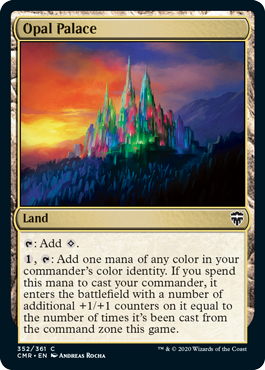 Opal Palace
Land
: Add .
1, : Add one mana of any color in your
commander's color identity. If you spend
this mana to cast your commander, it
enters the battlefield with a number
of additional +1/+1 counters on it equal to
the number of times it's been cast from
the command zone this game.
352/361 C
CMR • EN Andreas Rocha
™ & © 2020 Wizards of the Coast